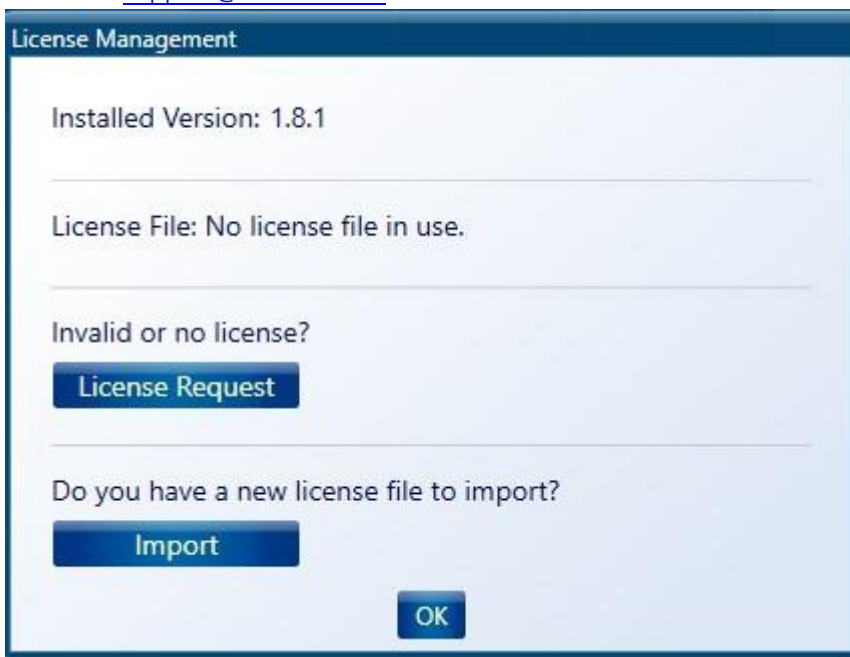 License Management
Installed Version: 1.8.1
License File: No license file in use.
Invalid or no license?
License Request
Do you have a new license file to import?
Import
OK